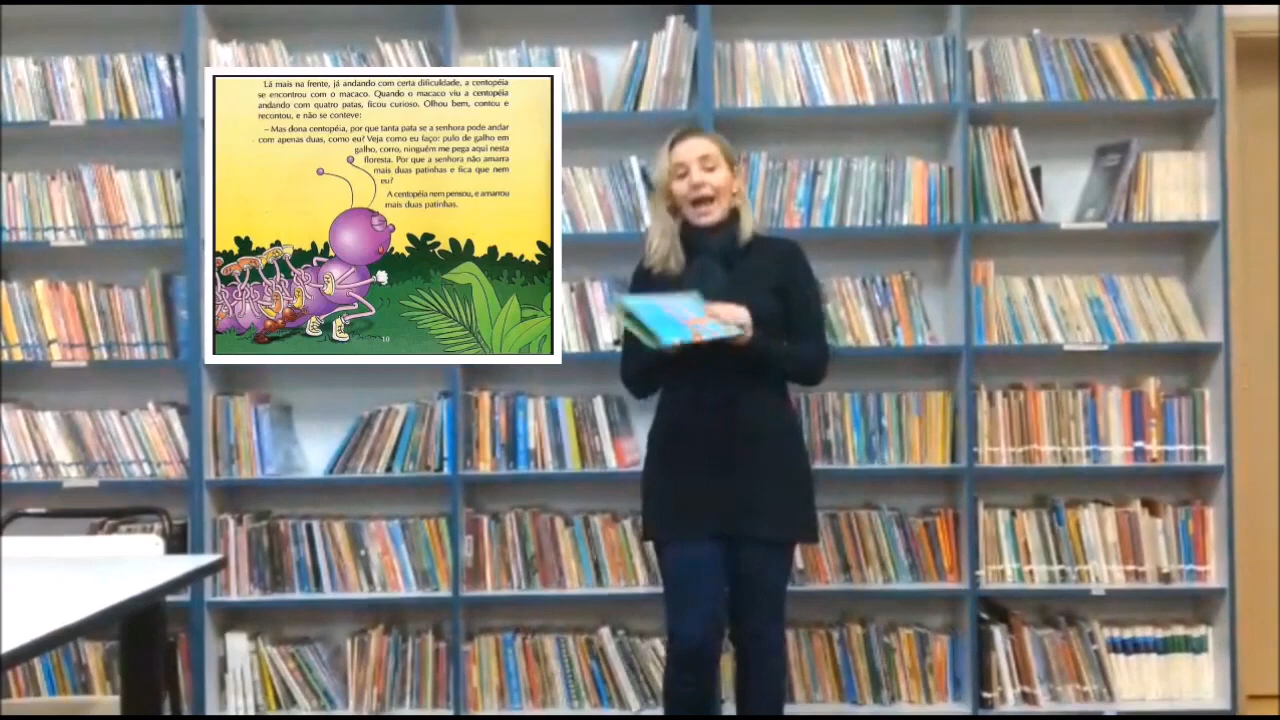 Lá mais na frente, já andando com certa dificuldade, a centopéia
se encontrou com o macaco. Quando o macaco viu a centopéia
andando com quatro patas, ficou curioso. Olhou bem, contou e
recontou, e não se conteve:
– Mas dona centopéia, por que tanta pata se a senhora pode andar
com apenas duas, como eu? Veja como eu faço: pulo de galho em
galho, corro, ninguém me pega aqui nesta
floresta. Por que a senhora não amarra
mais duas patinhas e fica que nem
eu?
A centopéia nem pensou, e amarrou
mais duas patinhas.
10